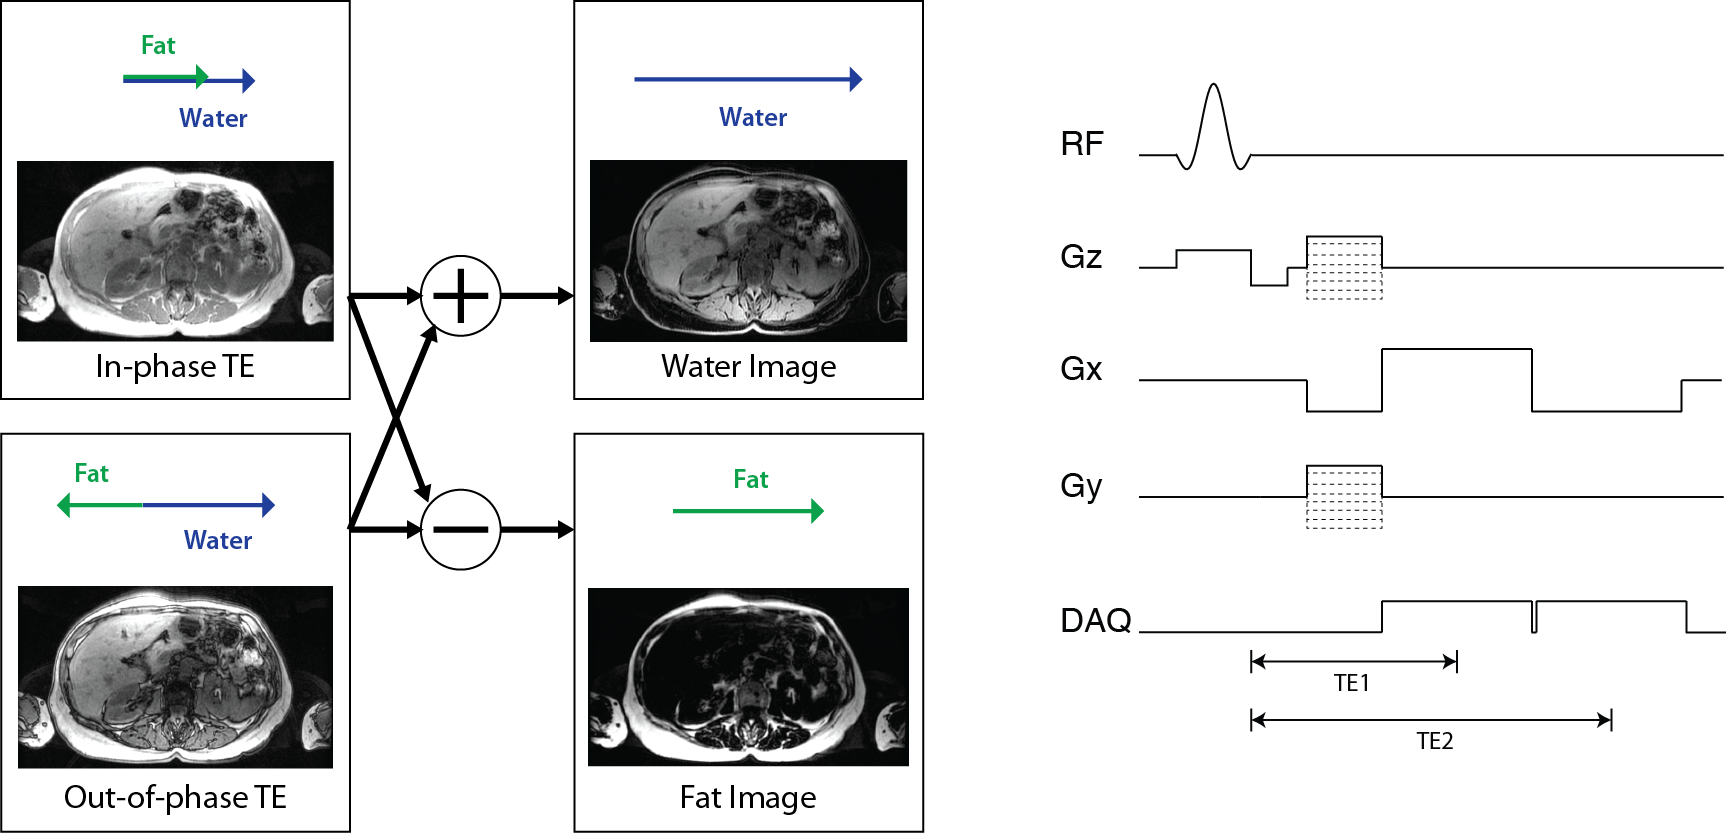 Fat
Water
In-phase TE
Water
Water Image
Fat
Water
Out-of-phase TE
Fat
Fat Image
RF
Gz
Gx
Gy
DAQ
TE1
TE2